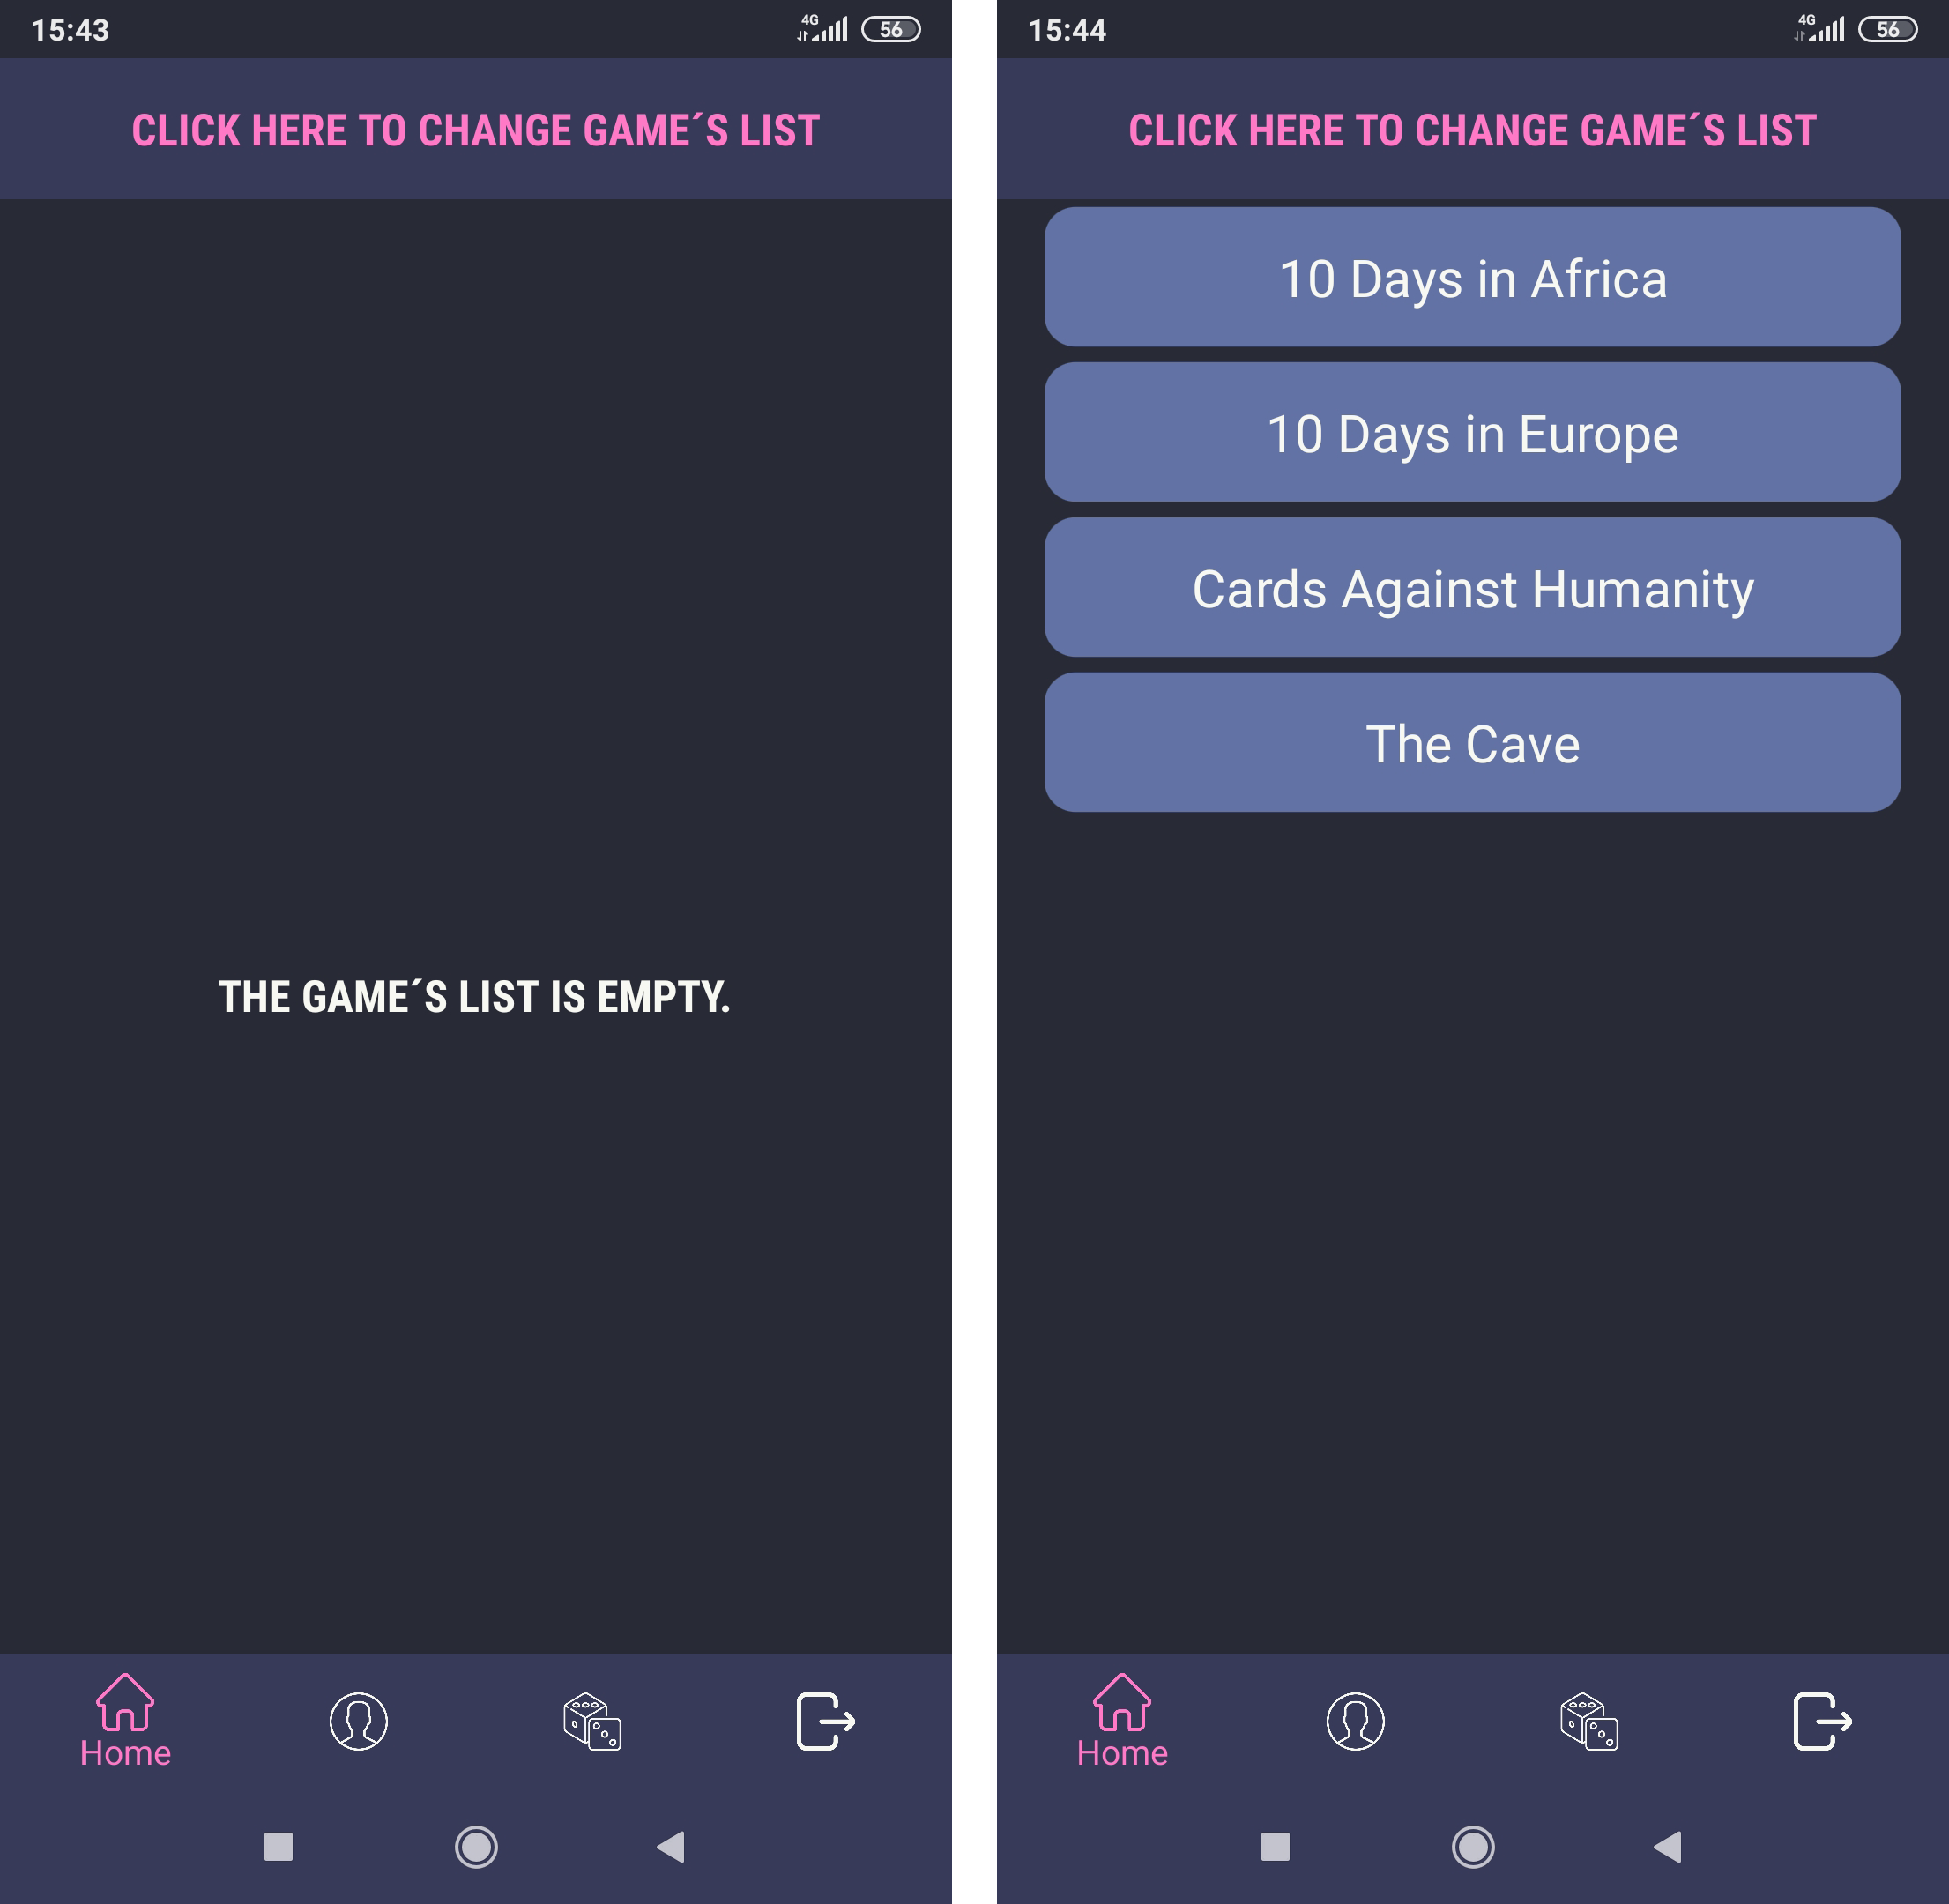 15:43
4G
56
CLICK HERE TO CHANGE GAME´S LIST
THE GAME´S LIST IS EMPTY.
Home
15:44
4G
56
CLICK HERE TO CHANGE GAME´S LIST
10 Days in Africa
10 Days in Europe
Cards Against Humanity
The Cave
Home